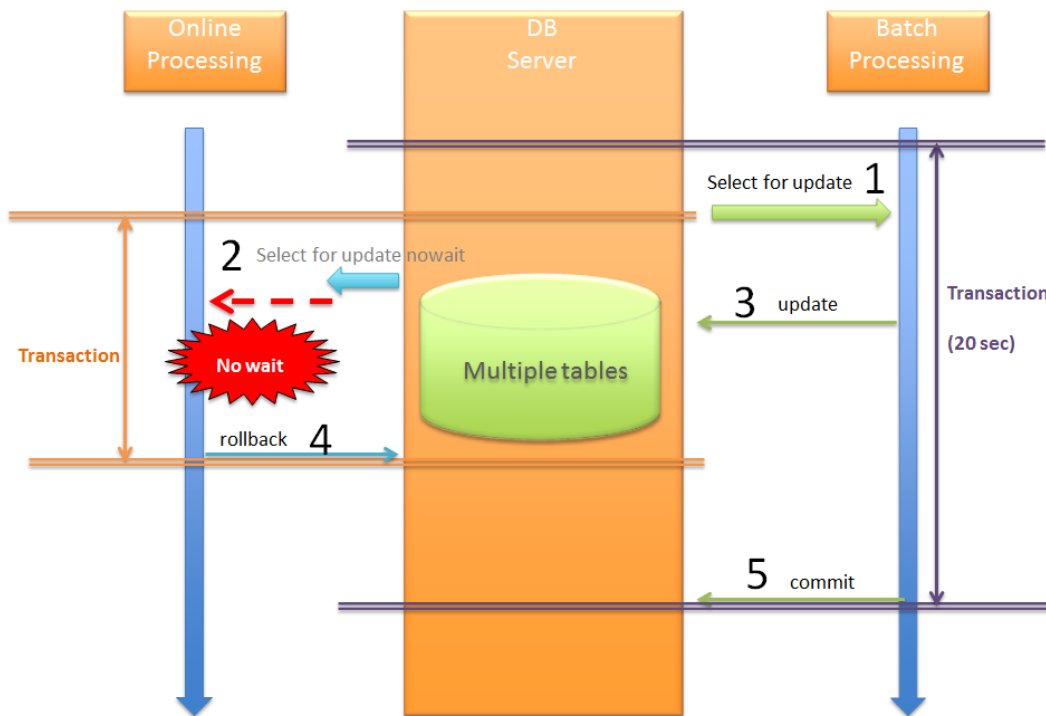 Online
Processing
DB
Server
Batch
Processing
Select for update 1
2 Select for update nowait
3 update
Transaction
(20 sec)
Transaction
No wait
Multiple tables
rollback 4
5 commit